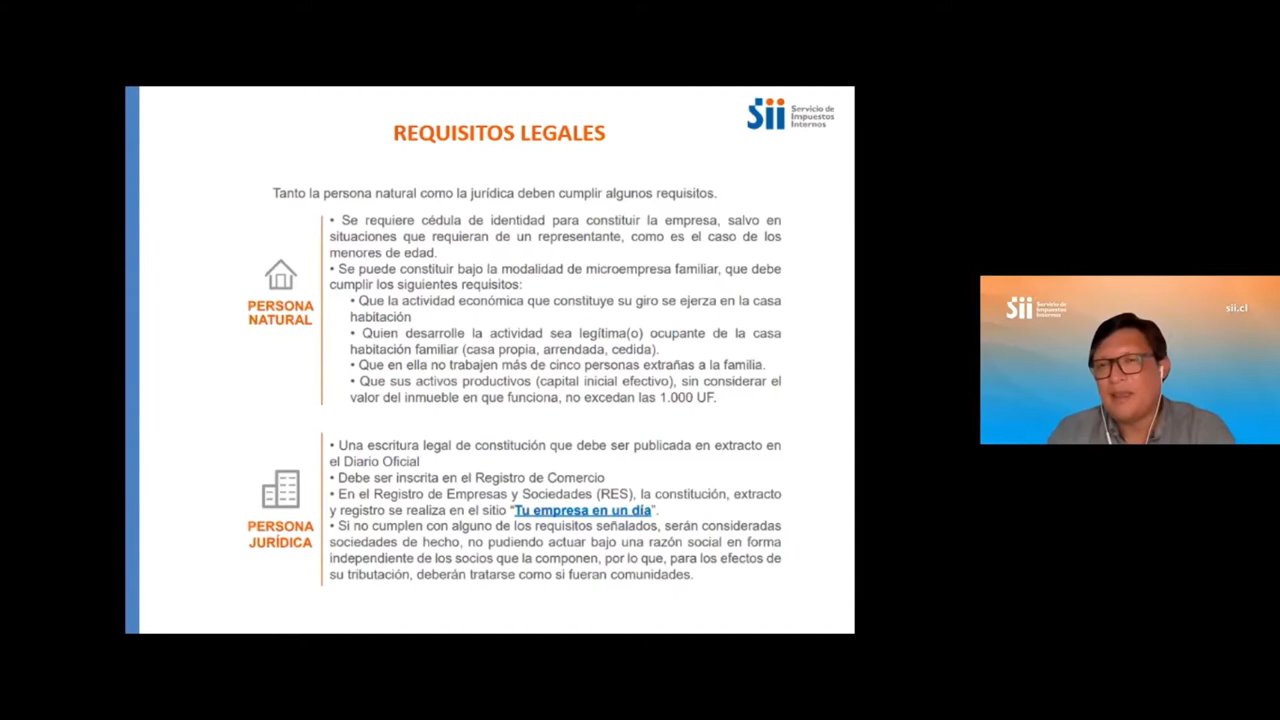 Sii Servicio de
Impuestos
Internos
REQUISITOS LEGALES
Tanto la persona natural como la jurídica deben cumplir algunos requisitos.
PERSONA
NATURAL
• Se requiere cédula de identidad para constituir la empresa, salvo en
situaciones que requieran de un representante, como es el caso de los
menores de edad.
• Se puede constituir bajo la modalidad de microempresa familiar, que debe
cumplir los siguientes requisitos:
• Que la actividad económica que constituye su giro se ejerza en la casa
habitación
• Quien desarrolle la actividad sea legítima(o) ocupante de la casa
habitación familiar (casa propia, arrendada, cedida).
• Que en ella no trabajen más de cinco personas extrañas a la familia.
• Que sus activos productivos (capital inicial efectivo), sin considerar el
valor del inmueble en que funciona, no excedan las 1.000 UF.
PERSONA
JURÍDICA
• Una escritura legal de constitución que debe ser publicada en extracto en
el Diario Oficial
• Debe ser inscrita en el Registro de Comercio
• En el Registro de Empresas y Sociedades (RES), la constitución, extracto
y registro se realiza en el sitio “Tu empresa en un día”.
• Si no cumplen con alguno de los requisitos señalados, serán consideradas
sociedades de hecho, no pudiendo actuar bajo una razón social en forma
independiente de los socios que la componen, por lo que, para los efectos de
su tributación, deberán tratarse como si fueran comunidades.
Sii Servicio de
Impuestos
Internos
sii.cl